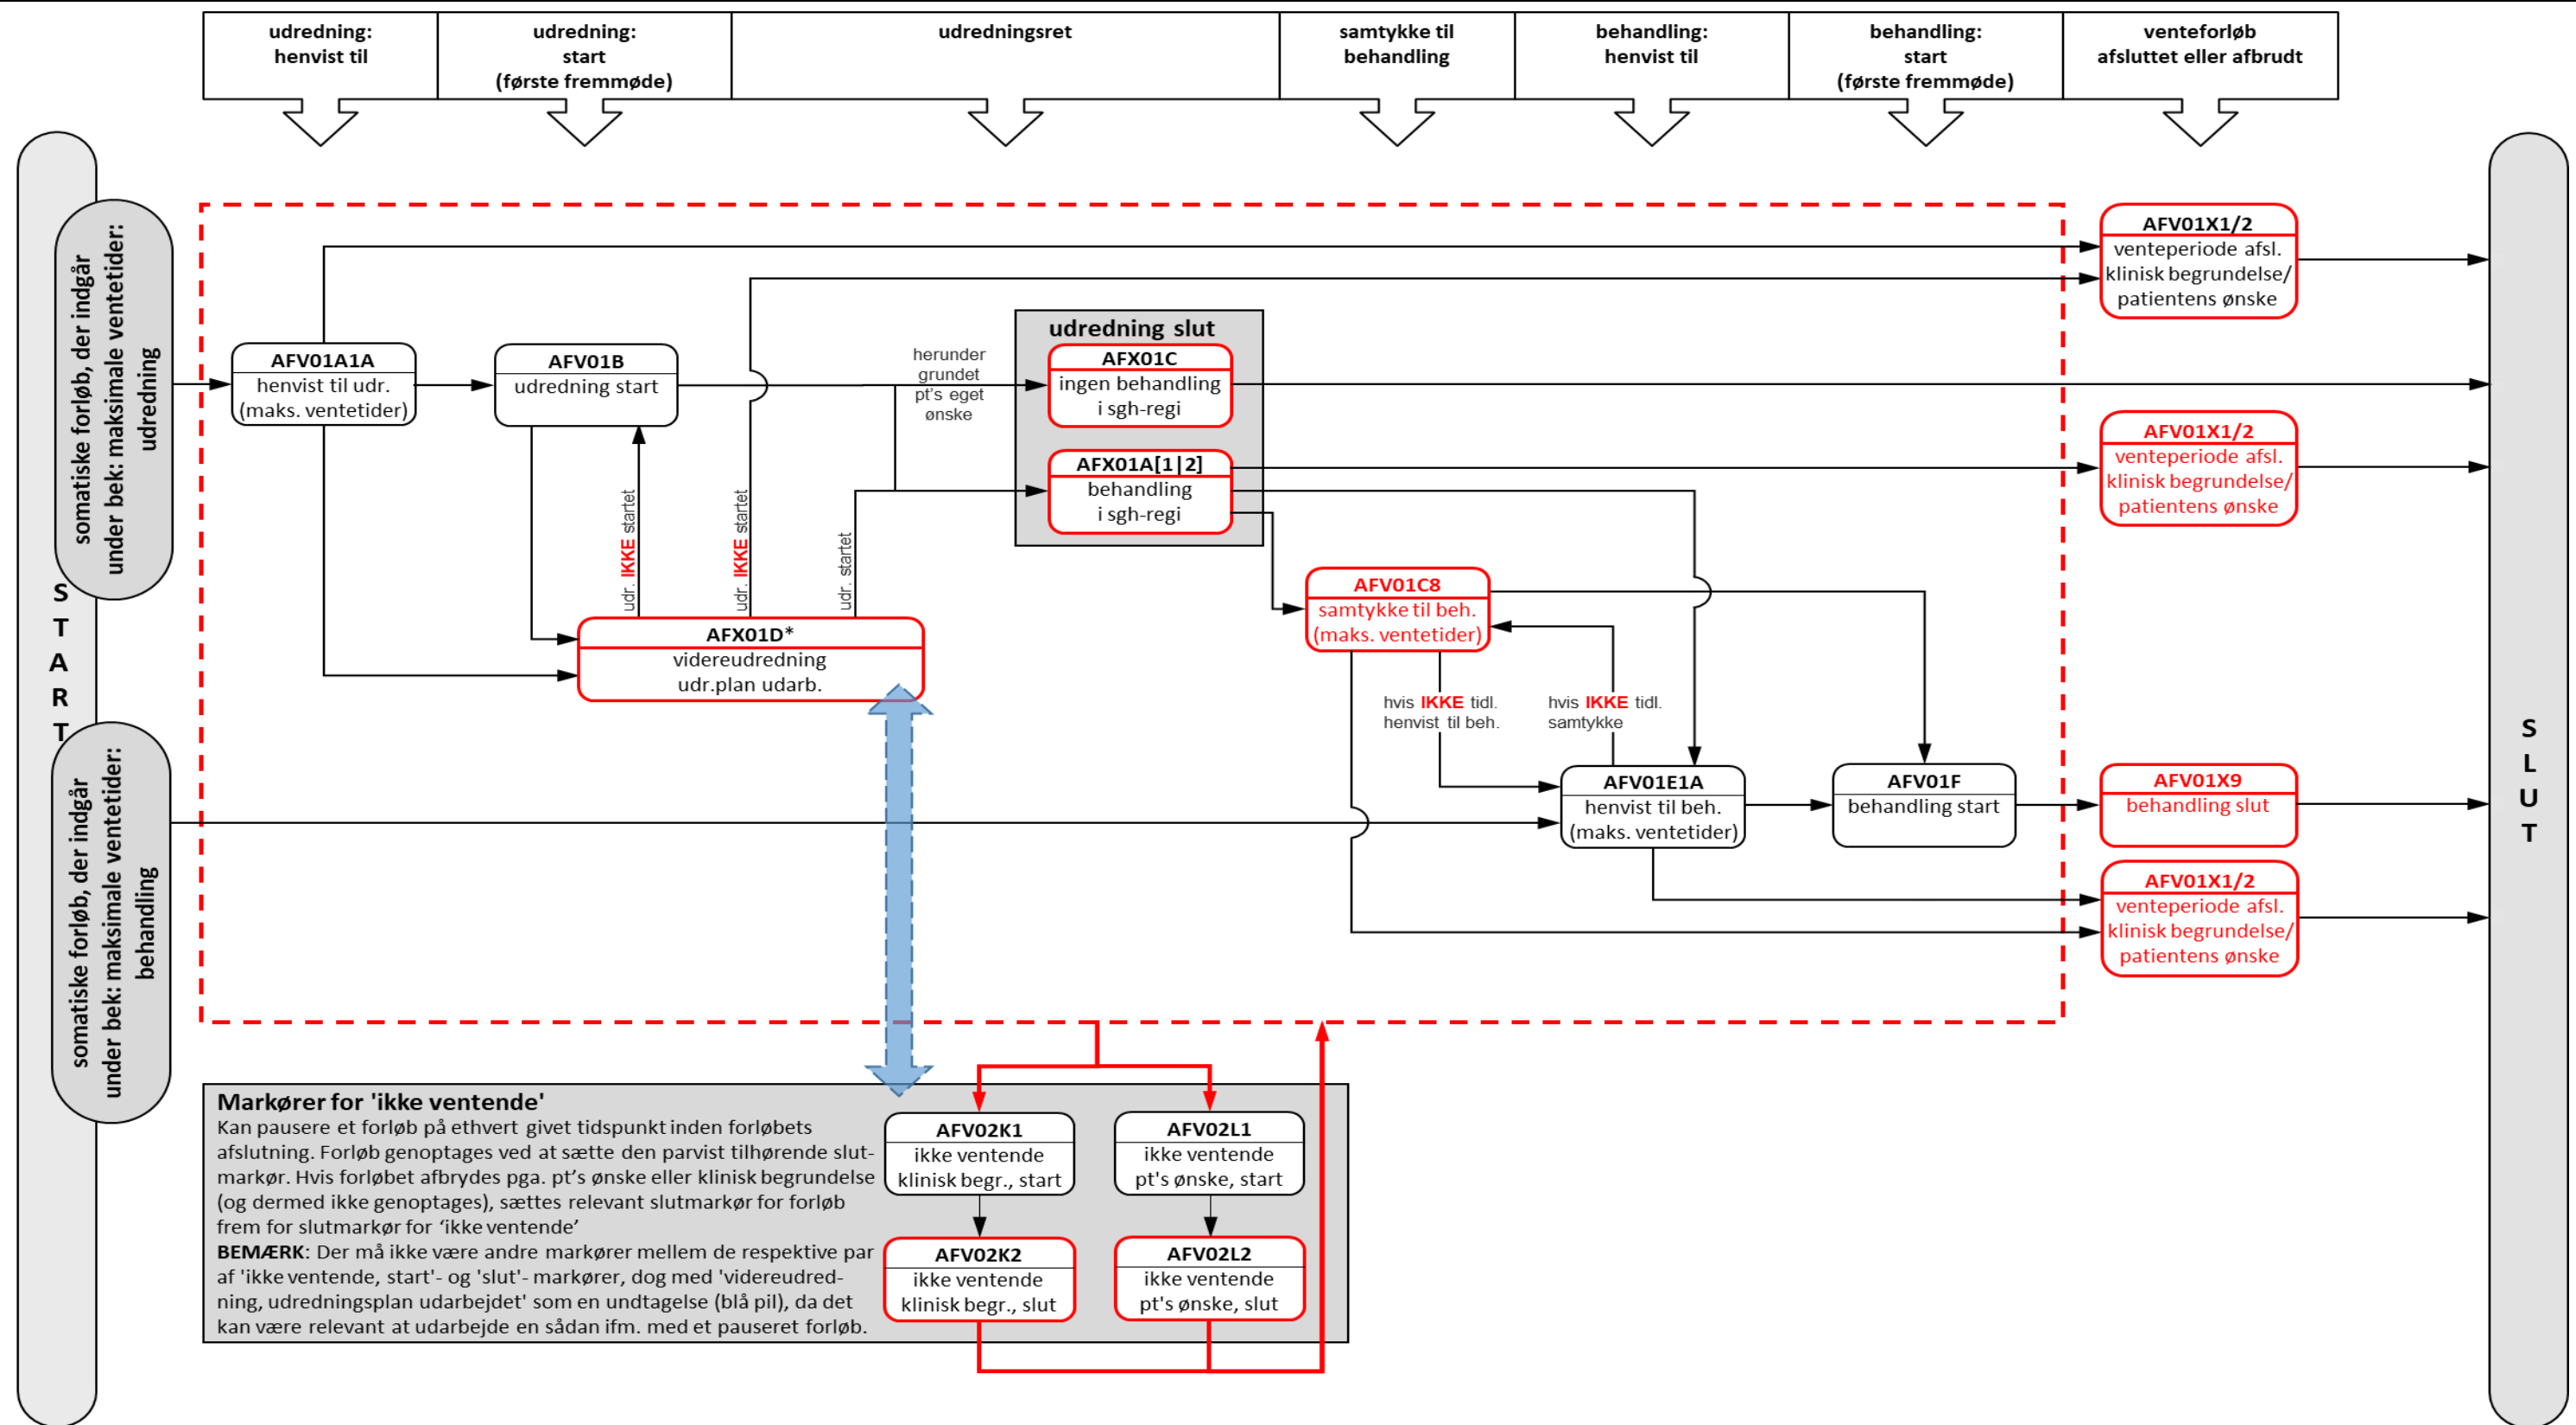 udredning:
henvist til
udredning:
start
(første fremmøde)
udredningsret
samtykke til
behandling
behandling:
henvist til
behandling:
start
(første fremmøde)
venteforløb
afsluttet eller afbrudt
START
somatiske forløb, der indgår
under bek: maksimale ventetider:
udredning
somatiske forløb, der indgår
under bek: maksimale ventetider:
behandling
AFV01A1A
henvist til udr.
(maks. ventetider)
AFV01B
udredning start
herunder
grundet
pt's eget
ønske
udredning slut
AFX01C
ingen behandling
i sgh-regi
AFX01A[1|2]
behandling
i sgh-regi
udr. IKKE startet
udr. IKKE startet
udr. startet
AFX01D*
videreudredning
udr.plan udarb.
AFV01C8
samtykke til beh.
(maks. ventetider)
hvis IKKE tidl.
henvist til beh.
hvis IKKE tidl.
samtykke
AFV01E1A
henvist til beh.
(maks. ventetider)
AFV01F
behandling start
AFV01X1/2
venteperiode afsl.
klinisk begrundelse/
patientens ønske
AFV01X1/2
venteperiode afsl.
klinisk begrundelse/
patientens ønske
AFV01X9
behandling slut
AFV01X1/2
venteperiode afsl.
klinisk begrundelse/
patientens ønske
SLUT
Markører for 'ikke ventende'
Kan pausere et forløb på ethvert givet tidspunkt inden forløbets
afslutning. Forløb genoptages ved at sætte den parvist tilhørende slut-
markør. Hvis forløbet afbrydes pga. pt's ønske eller klinisk begrundelse
(og dermed ikke genoptages), sættes relevant slutmarkør for forløb
frem for slutmarkør for ‘ikke ventende’
BEMÆRK: Der må ikke være andre markører mellem de respektive par
af 'ikke ventende, start'- og 'slut'- markører, dog med 'videreudred-
ning, udredningsplan udarbejdet' som en undtagelse (blå pil), da det
kan være relevant at udarbejde en sådan ifm. med et pauseret forløb.
AFV02K1
ikke ventende
klinisk begr., start
AFV02L1
ikke ventende
pt's ønske, start
AFV02K2
ikke ventende
klinisk begr., slut
AFV02L2
ikke ventende
pt's ønske, slut